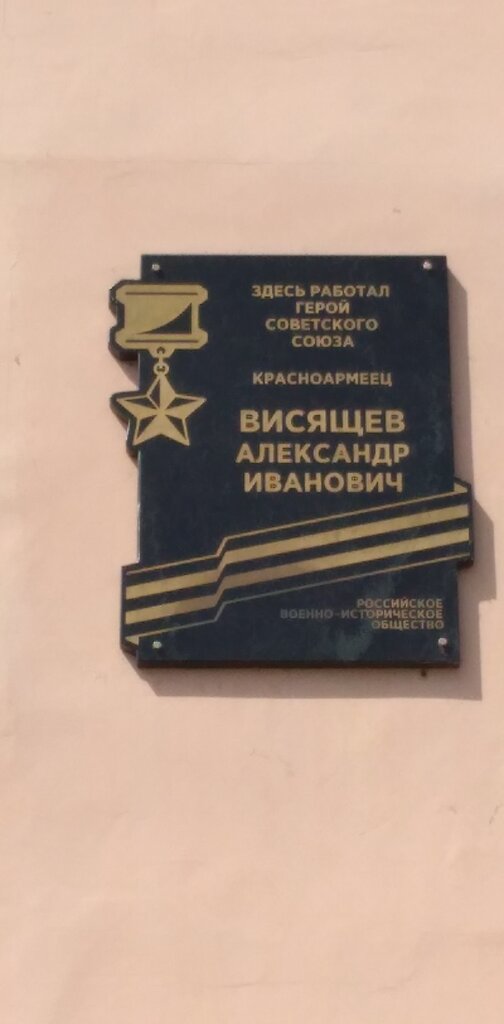 ЗДЕСЬ РАБОТАЛ
ГЕРОЙ
СОВЕТСКОГО
СОЮЗА
КРАСНОАРМЕЕЦ
ВИСЯЩЕВ
АЛЕКСАНДР
ИВАНОВИЧ
РОССИЙСКОЕ
ВОЕННО-ИСТОРИЧЕСКОЕ
ОБЩЕСТВО